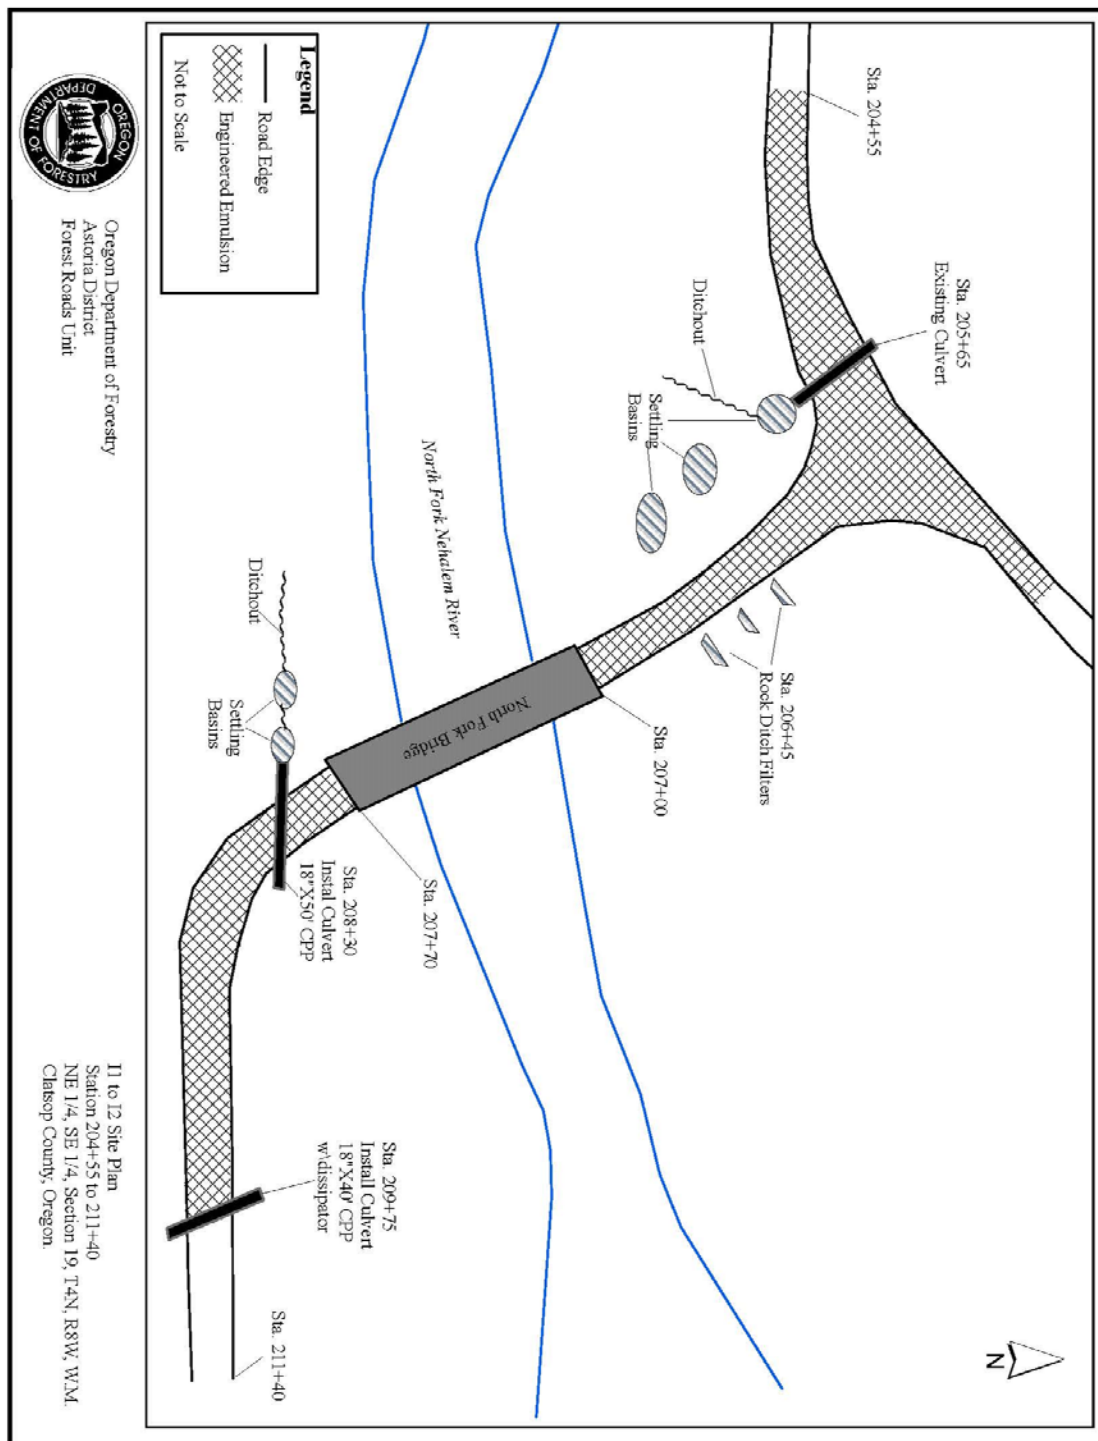 Sta. 204+55
Sta. 205+65
Existing Culvert
Ditchout
Settling
Basins
Sta. 206+45
Rock Ditch Filters
Sta. 207+00
North Fork Nehalem River
North Fork Bridge
Sta. 207+70
Sta. 208+30
Instal Culvert
18"X50' CPP
Ditchout
Settling
Basins
Sta. 209+75
Install Culvert
18"X40' CPP
w\dissipator
Sta. 211+40
N
Legend
Road Edge
Engineered Emulsion
Not to Scale
OREGON
DEPARTMENT OF FORESTRY
Oregon Department of Forestry
Astoria District
Forest Roads Unit
I1 to I2 Site Plan
Station 204+55 to 211+40
NE 1/4, SE 1/4, Section 19, T4N, R8W, W.M.
Clatsop County, Oregon.